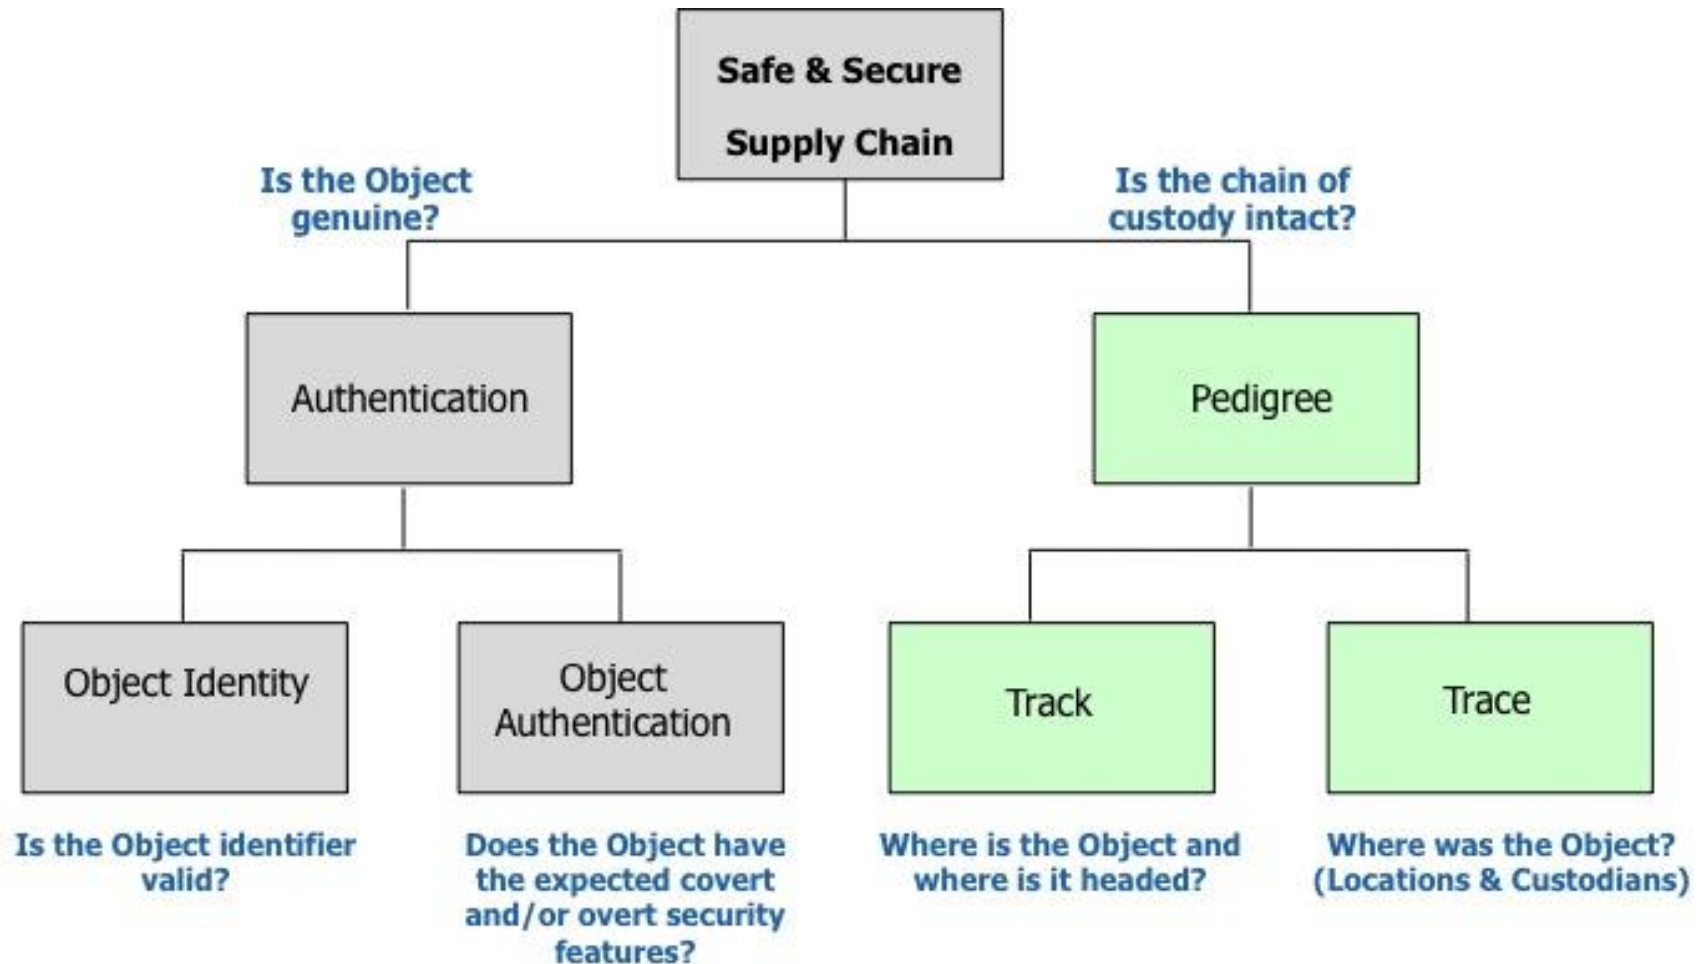 Safe & Secure
Supply Chain
Is the Object
genuine?
Is the chain of
custody intact?
Authentication
Pedigree
Object Identity
Object
Authentication
Track
Trace
Is the Object identifier
valid?
Does the Object have
the expected covert
and/or overt security
features?
Where is the Object and
where is it headed?
Where was the Object?
(Locations & Custodians)